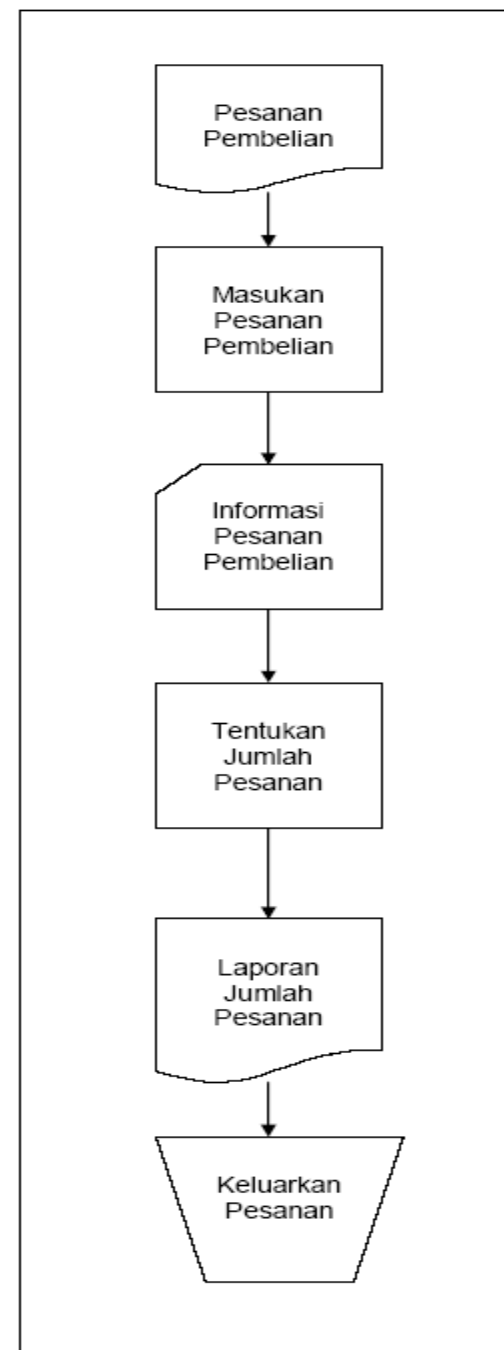 Pesanan
Pembelian
Masukan
Pesanan
Pembelian
Informasi
Pesanan
Pembelian
Tentukan
Jumlah
Pesanan
Laporan
Jumlah
Pesanan
Keluarkan
Pesanan